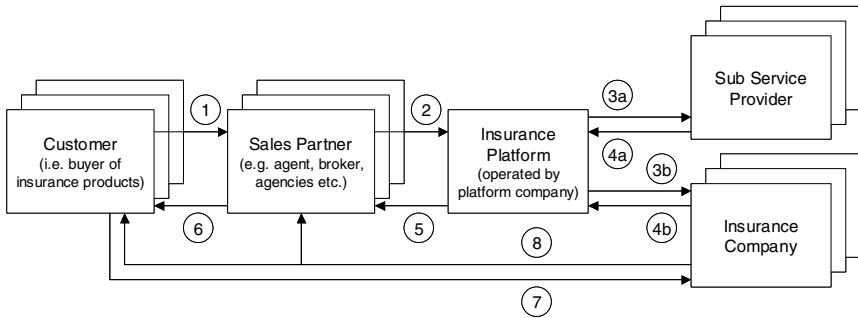 Customer
(i.e. buyer of
insurance products)
1
Sales Partner
(e.g. agent, broker,
agencies etc.)
2
Insurance
Platform
(operated by
platform company)
3a
4a
Sub Service
Provider
3b
4b
Insurance
Company
6
5
8
7